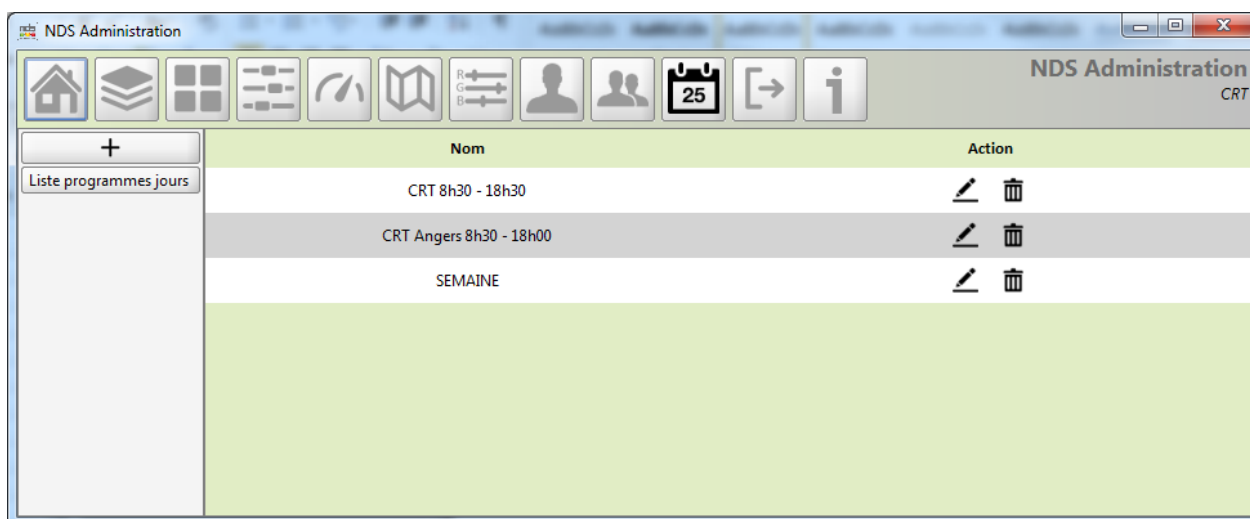 NDS Administration
R
G
B
25
NDS Administration
CRT
+
Nom
Action
Liste programmes jours
CRT 8h30 - 18h30
CRT Angers 8h30 - 18h00
SEMAINE